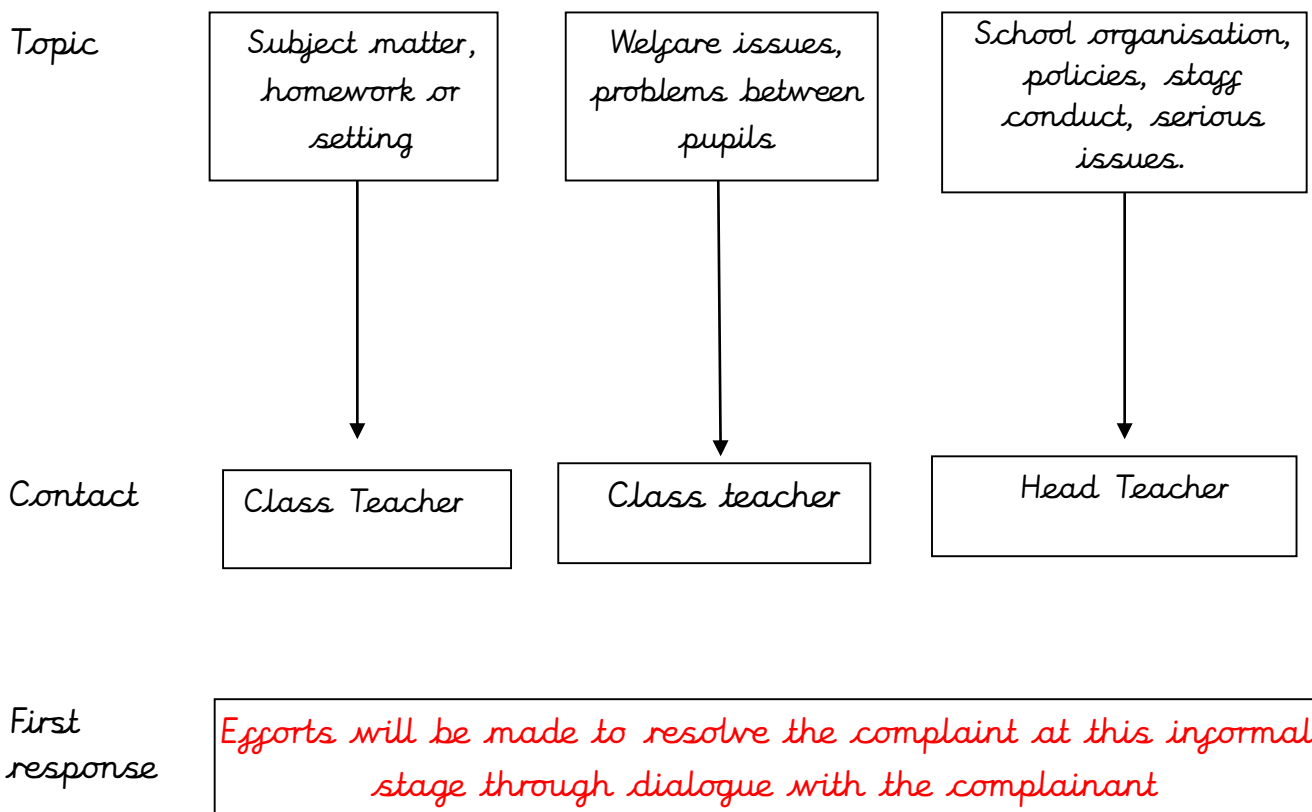 Topic
Subject matter,
homework or
setting
Welfare issues,
problems between
pupils
School organisation,
policies, staff
conduct, serious
issues.
Contact
Class Teacher
Class teacher
Head Teacher
First
response
Efforts will be made to resolve the complaint at this informal
stage through dialogue with the complainant